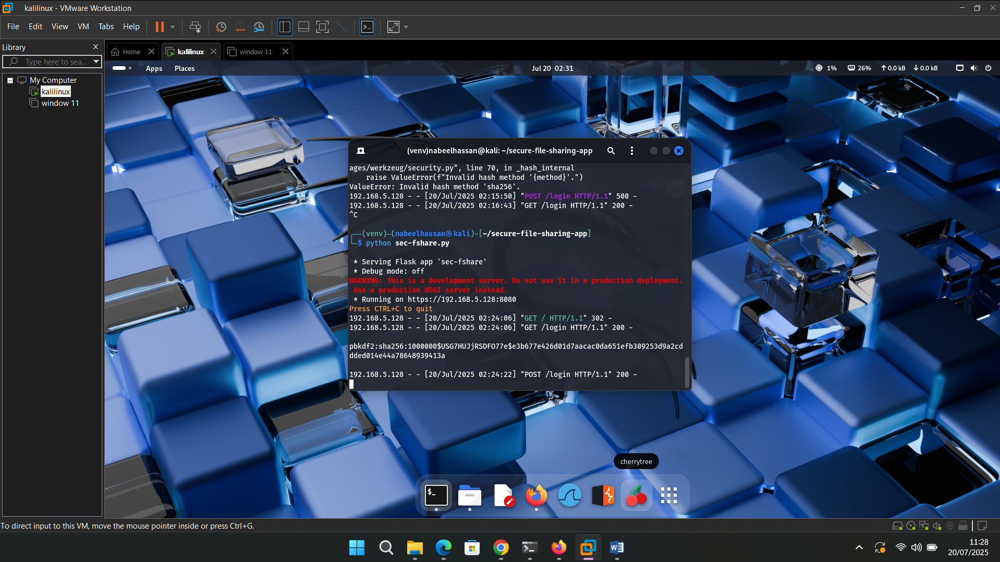 kalilinux - VMware Workstation
File Edit View VM Tabs Help
Library
Type here to sea...
My Computer
kalilinux
window 11
Home
kalilinux
window 11
Apps Places
Jul 20 02:31
1% 26% 0.0 kB 0.0 kB
(venv)nabeelhassan@kali: ~/secure-file-sharing-app
ages/werkzeug/security.py", line 70, in _hash_internal
raise ValueError(f"Invalid hash method '{method}'.")
ValueError: Invalid hash method 'sha256'.
192.168.5.128 - - [20/Jul/2025 02:15:50] "POST /login HTTP/1.1" 500 -
192.168.5.128 - - [20/Jul/2025 02:16:43] "GET /login HTTP/1.1" 200 -
^C
┌──(venv)─(nabeelhassan㉿kali)-[~/secure-file-sharing-app]
└─$ python sec-fshare.py
* Serving Flask app 'sec-fshare'
* Debug mode: off
WARNING: This is a development server. Do not use it in a production deployment.
Use a production WSGI server instead.
* Running on https://192.168.5.128:8080
Press CTRL+C to quit
192.168.5.128 - - [20/Jul/2025 02:24:06] "GET / HTTP/1.1" 302 -
192.168.5.128 - - [20/Jul/2025 02:24:06] "GET /login HTTP/1.1" 200 -
pbkdf2:sha256:1000000$USG7HUJjRSDFO77e$e3b677e426d01d7aacac0da651efb309253d9a2cd
dded014e44a78648939413a
192.168.5.128 - - [20/Jul/2025 02:24:22] "POST /login HTTP/1.1" 200 -
cherrytree
$_
To direct input to this VM, move the mouse pointer inside or press Ctrl+G.
11:28
20/07/2025